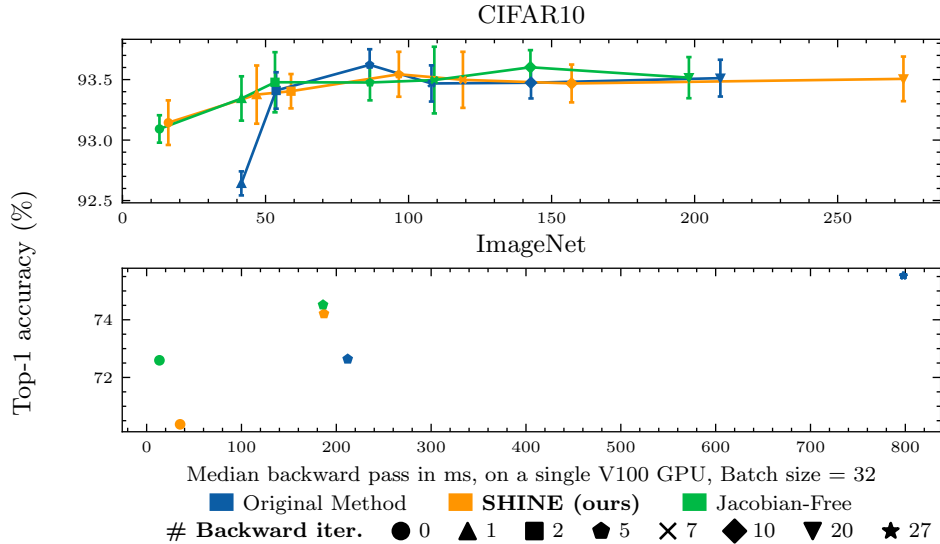 CIFAR10
93.5
93.0
92.5
0 50 100 150 200 250
ImageNet
Top-1 accuracy (%)
74
72
0 100 200 300 400 500 600 700 800
Median backward pass in ms, on a single V100 GPU, Batch size = 32
Original Method SHINE (ours) Jacobian-Free
# Backward iter. 0 1 2 5 7 10 20 27